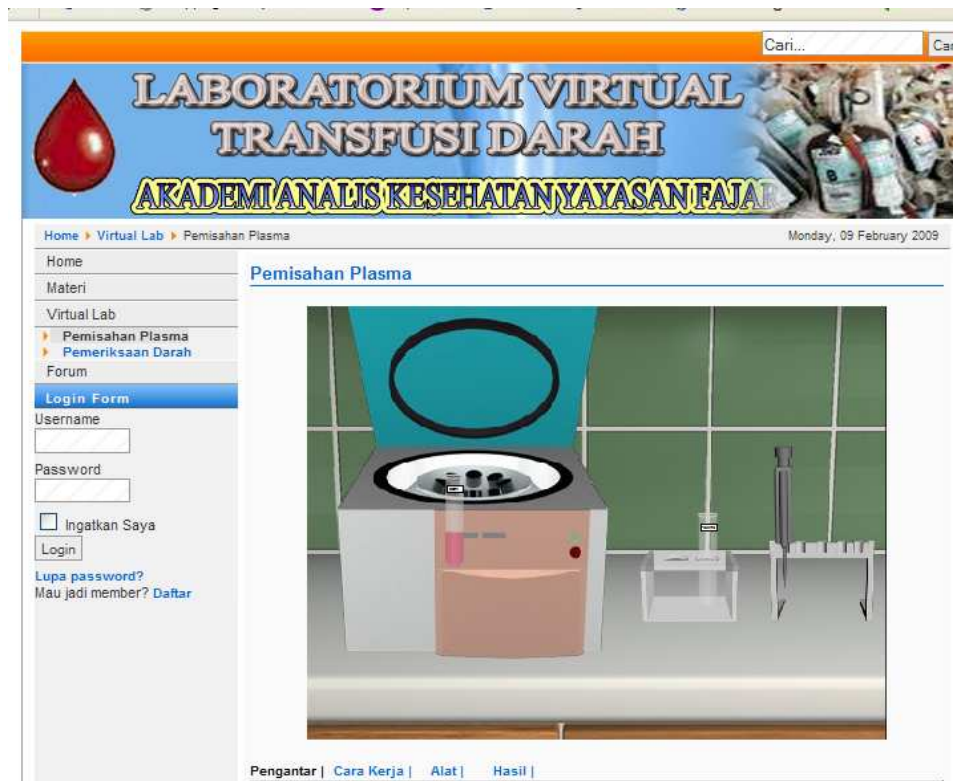 Cari...
LABORATORIUM VIRTUAL
TRANSFUSI DARAH
AKADEMI ANALIS KESEHATAN YAYASAN FAJAR
Home Virtual Lab Pemisahan Plasma
Monday, 09 February 2009
Home
Materi
Virtual Lab
Pemisahan Plasma
Pemeriksaan Darah
Forum
Login Form
Username
Password
Ingatkan Saya
Login
Lupa password?
Mau jadi member? Daftar
Pemisahan Plasma
B
Pengantar | Cara Kerja | Alat | Hasil |